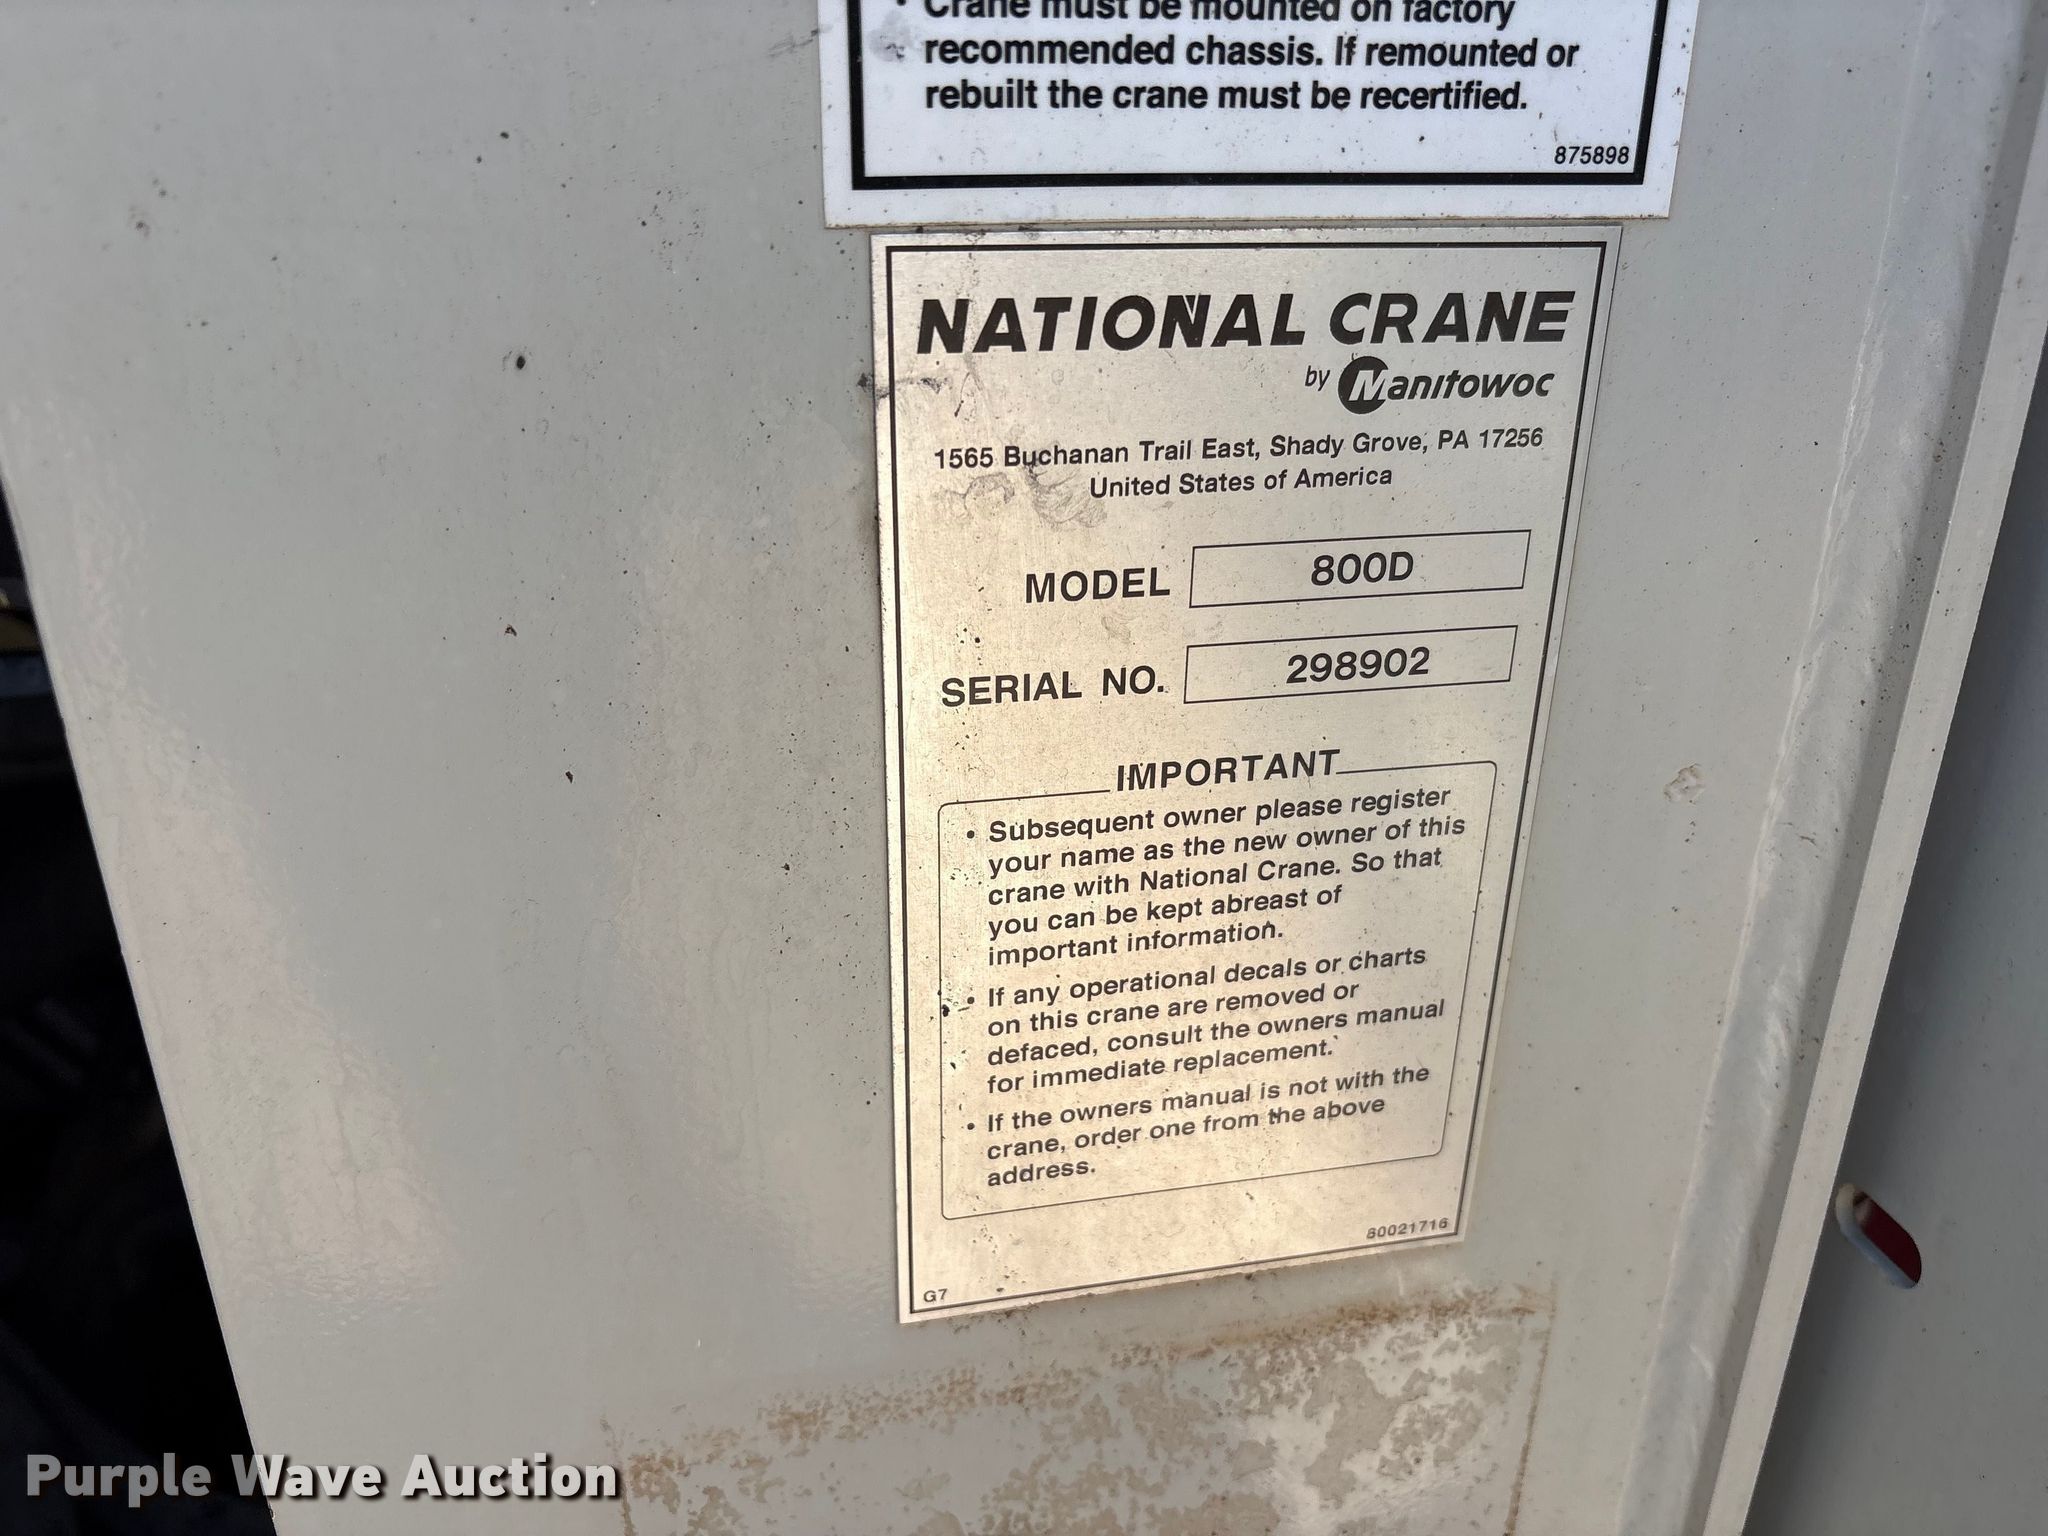 • Crane must be mounted on factory
recommended chassis. If remounted or
rebuilt the crane must be recertified.
875898
NATIONAL CRANE
by Manitowoc
1565 Buchanan Trail East, Shady Grove, PA 17256
United States of America
MODEL 800D
SERIAL NO. 298902
IMPORTANT
• Subsequent owner please register
your name as the new owner of this
crane with National Crane. So that
you can be kept abreast of
important information.
• If any operational decals or charts
on this crane are removed or
defaced, consult the owners manual
for immediate replacement.
• If the owners manual is not with the
crane, order one from the above
address.
80021716
G7
Purple Wave Auction